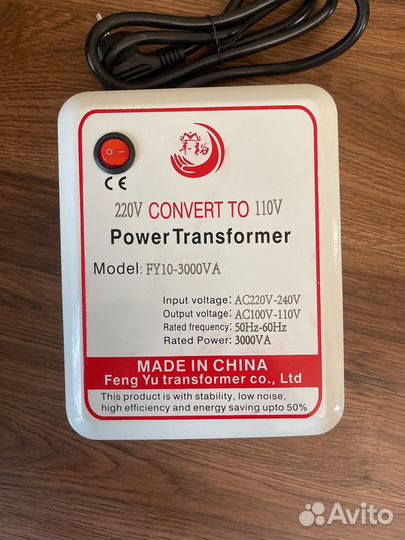 丰裕
CE
220V CONVERT TO 110V
Power Transformer
Model: FY10-3000VA
Input voltage: AC220V-240V
Output voltage: AC100V-110V
Rated frequency: 50Hz-60Hz
Rated Power: 3000VA
MADE IN CHINA
Feng Yu transformer co., Ltd
This product is with stability, low noise,
high efficiency and energy saving upto 50%
Avito